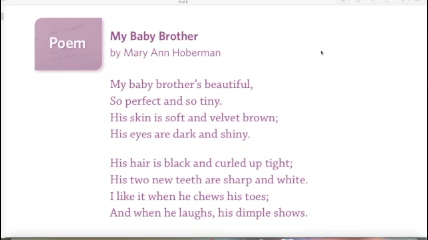 Poem
My Baby Brother
by Mary Ann Hoberman
My baby brother's beautiful,
So perfect and so tiny.
His skin is soft and velvet brown;
His eyes are dark and shiny.
His hair is black and curled up tight;
His two new teeth are sharp and white.
I like it when he chews his toes;
And when he laughs, his dimple shows.